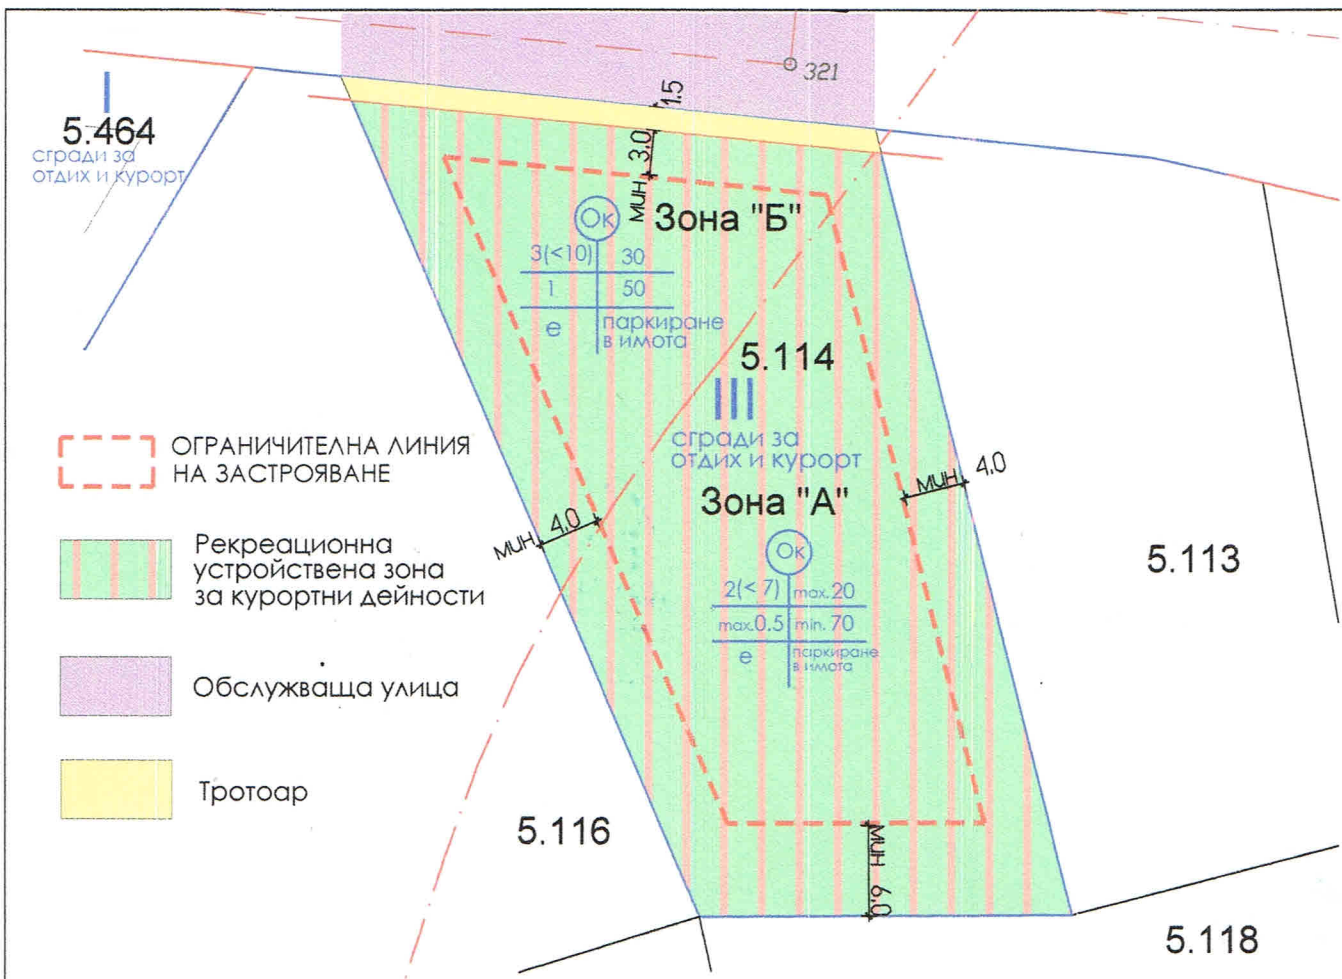 321
I
5.464
сгради за
отдих и курорт
1.5
мин 3.0
Ок
Зона "Б"
3(<10) 30
1 50
е паркиране
в имота
5.114
III
сгради за
отдих и курорт
Зона "А"
Ок
2(< 7) max.20
max.0.5 min. 70
е паркиране
в имота
мин. 4.0
мин. 4.0
5.113
ОГРАНИЧИТЕЛНА ЛИНИЯ
НА ЗАСТРОЯВАНЕ
Рекреационна
устройствена зона
за курортни дейности
Обслужваща улица
Тротоар
5.116
мин 6.0
5.118